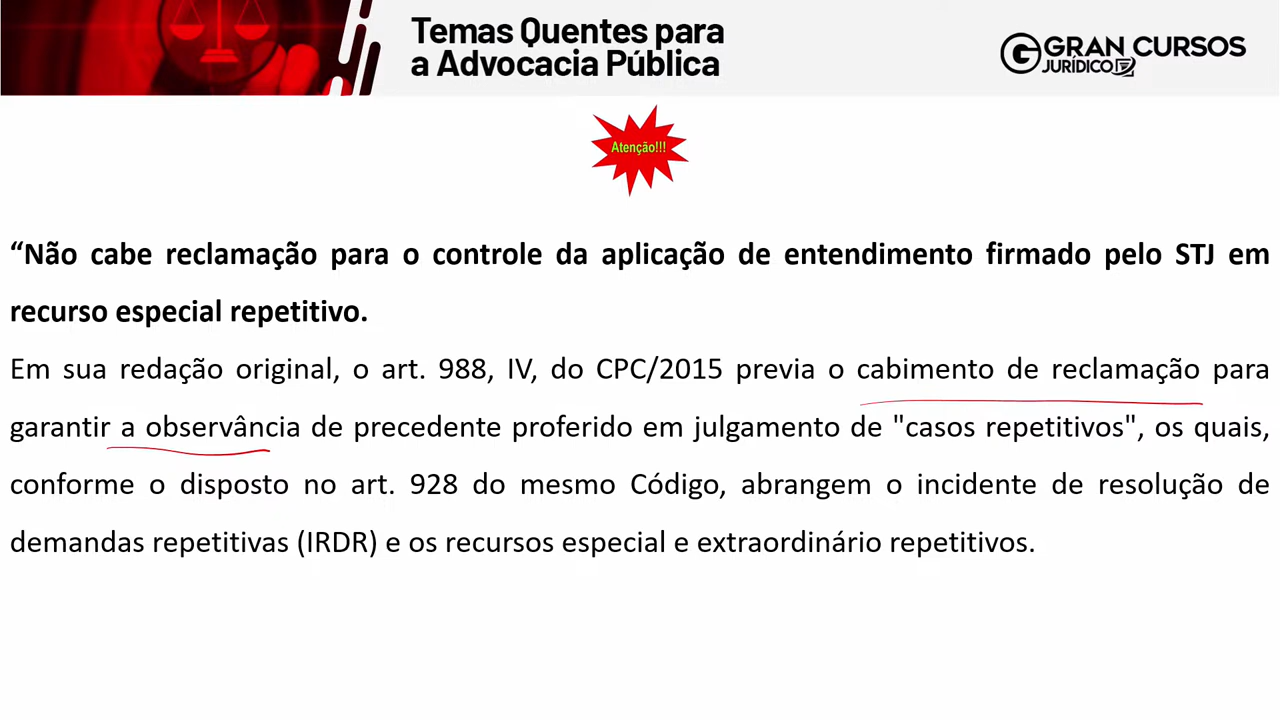 Temas Quentes para
a Advocacia Pública
GRAN CURSOS
JURÍDICO
Atenção!!!
“Não cabe reclamação para o controle da aplicação de entendimento firmado pelo STJ em
recurso especial repetitivo.
Em sua redação original, o art. 988, IV, do CPC/2015 previa o cabimento de reclamação para
garantir a observância de precedente proferido em julgamento de "casos repetitivos", os quais,
conforme o disposto no art. 928 do mesmo Código, abrangem o incidente de resolução de
demandas repetitivas (IRDR) e os recursos especial e extraordinário repetitivos.